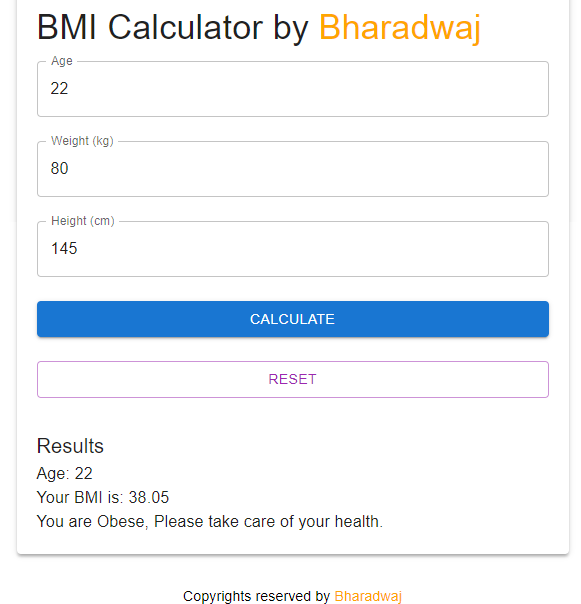 BMI Calculator by Bharadwaj
Age
22
Weight (kg)
80
Height (cm)
145
CALCULATE
RESET
Results
Age: 22
Your BMI is: 38.05
You are Obese, Please take care of your health.
Copyrights reserved by Bharadwaj